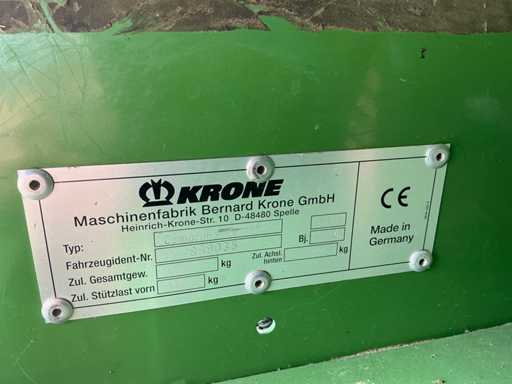 KRONE
Maschinenfabrik Bernard Krone GmbH
Heinrich-Krone-Str. 10 D-48480 Spelle
Typ:
Bj.
Fahrzeugident-Nr.
Zul. Gesamtgew. kg
Zul. Achsl. hinten kg
Zul. Stützlast vorn kg
CE
Made in
Germany